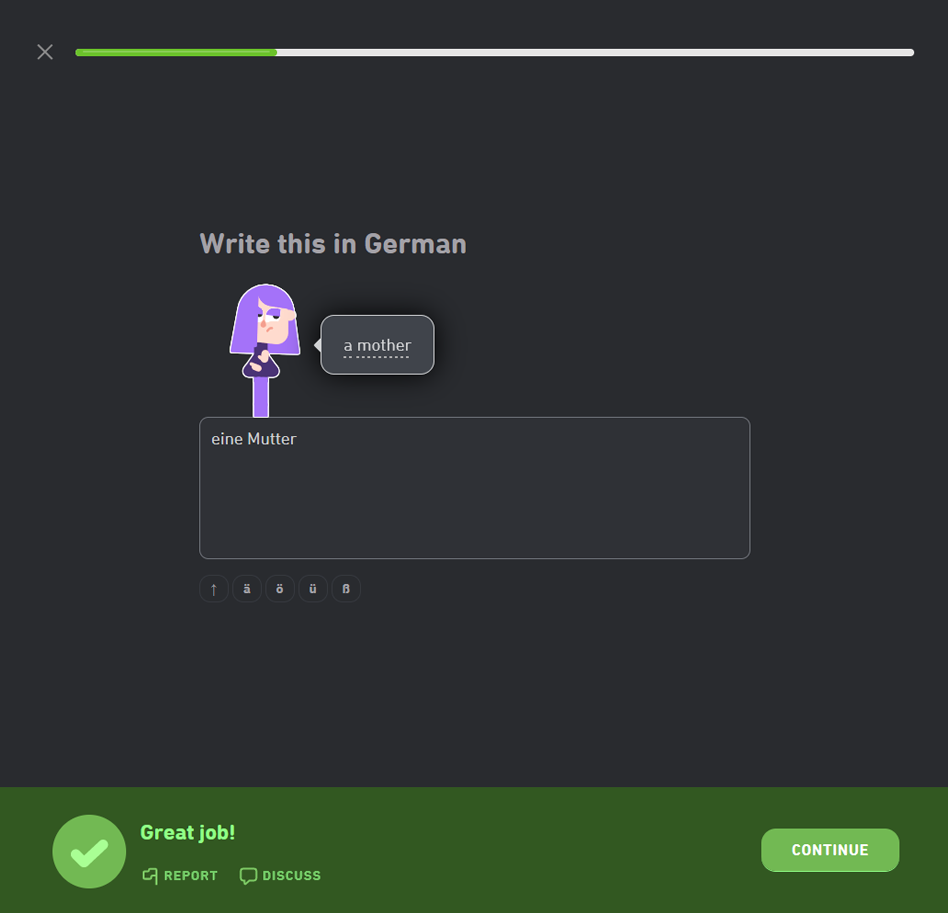 Write this in German
a mother
eine Mutter
↑ ä ö ü ß
Great job!
REPORT DISCUSS
CONTINUE